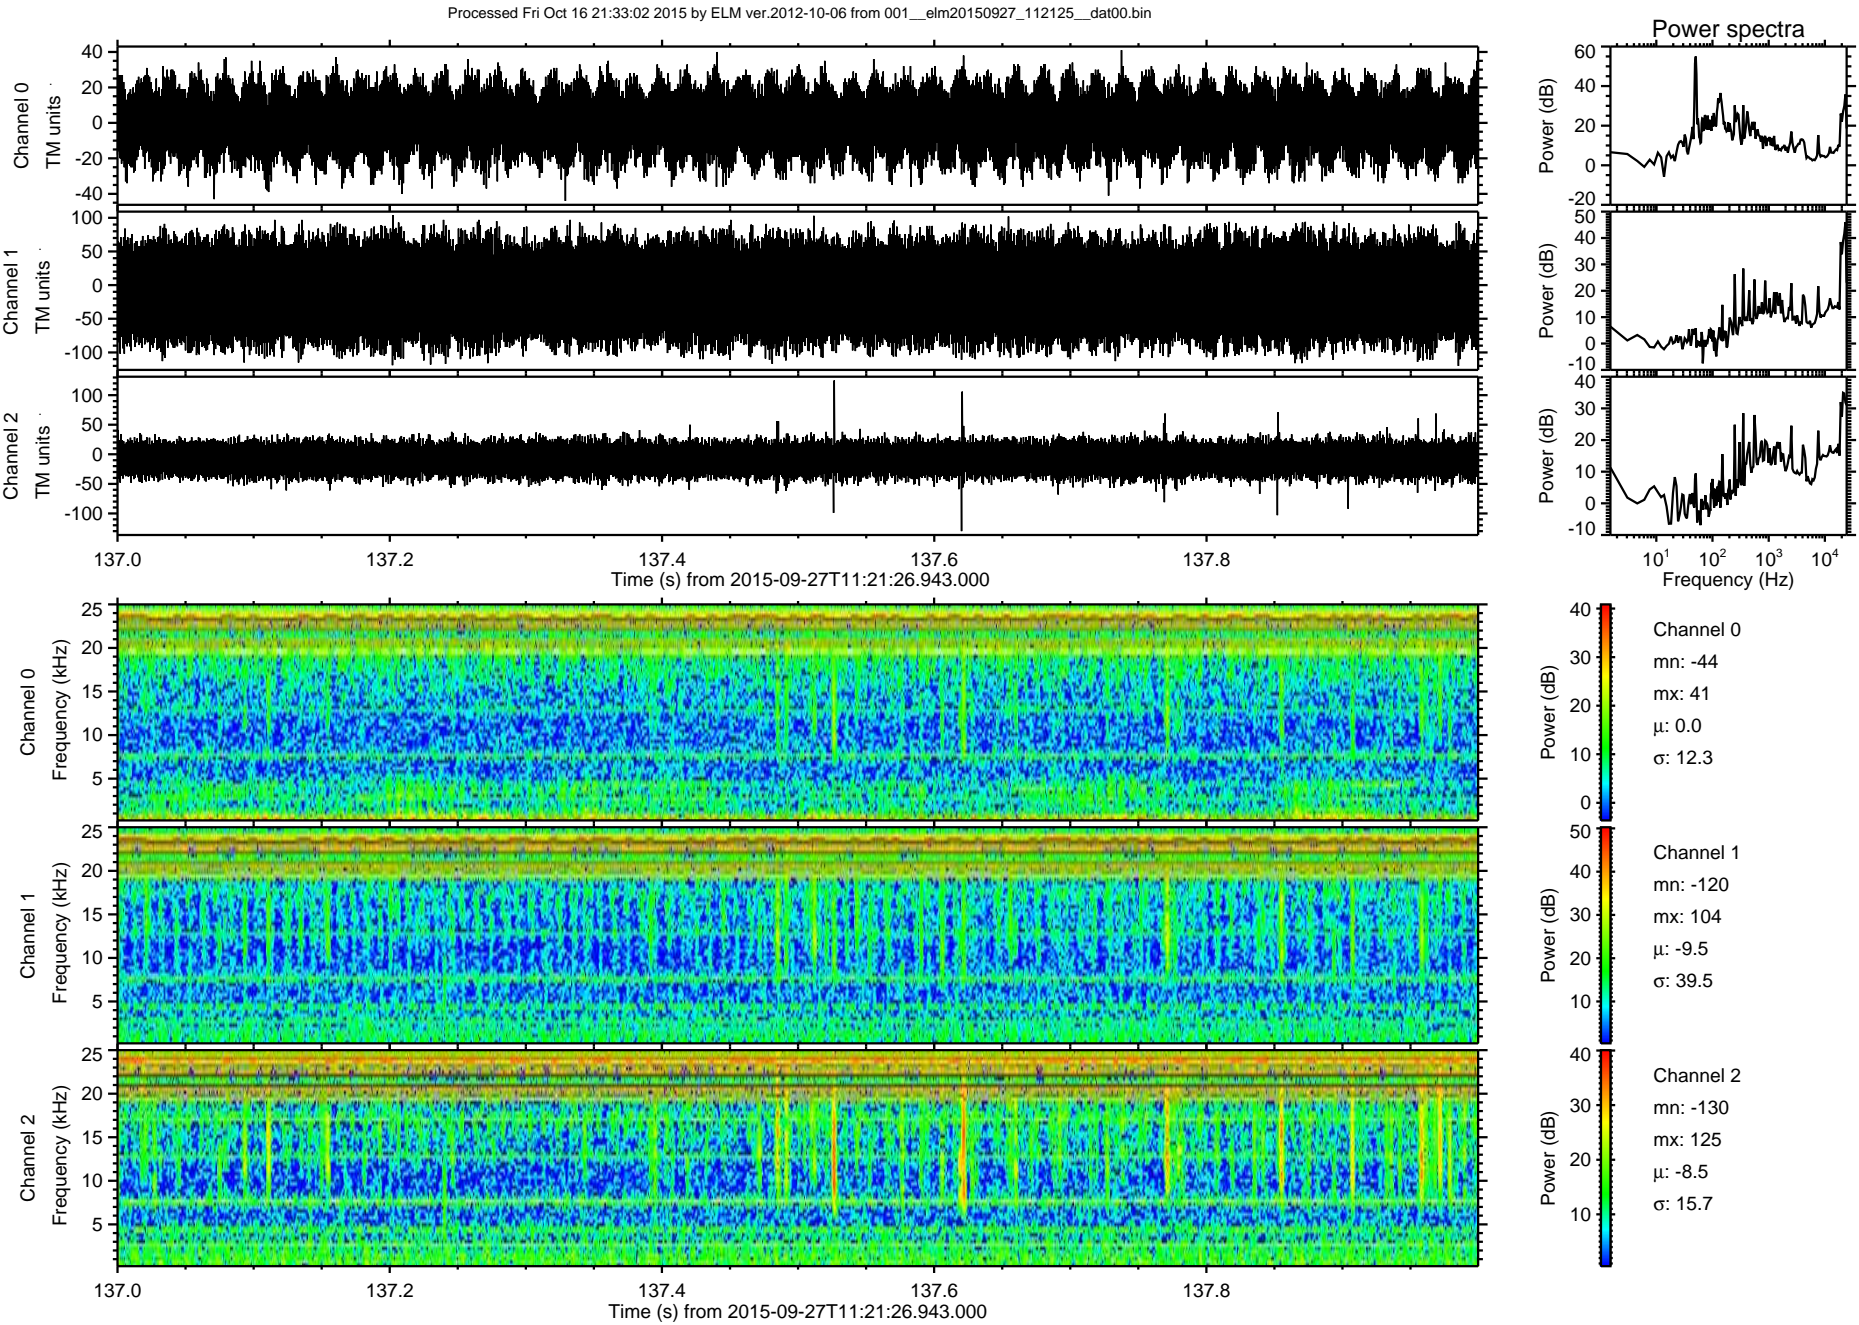 Processed Fri Oct 16 21:33:02 2015 by ELM ver.2012-10-06 from 001__elm20150927_112125__dat00.bin
Power spectra
Channel 0
TM units
40
20
0
-20
-40
Power (dB)
60
40
20
0
-20
Channel 1
TM units
100
50
0
-50
-100
Power (dB)
50
40
30
20
10
0
-10
Channel 2
TM units
100
50
0
-50
-100
Power (dB)
40
30
20
10
0
-10
137.0 137.2 137.4 137.6 137.8
Time (s) from 2015-09-27T11:21:26.943.000
10^1 10^2 10^3 10^4
Frequency (Hz)
Channel 0
Frequency (kHz)
25
20
15
10
5
Power (dB)
40
30
20
10
0
Channel 0
mn: -44
mx: 41
μ: 0.0
σ: 12.3
Channel 1
Frequency (kHz)
25
20
15
10
5
Power (dB)
50
40
30
20
10
Channel 1
mn: -120
mx: 104
μ: -9.5
σ: 39.5
Channel 2
Frequency (kHz)
25
20
15
10
5
Power (dB)
40
30
20
10
Channel 2
mn: -130
mx: 125
μ: -8.5
σ: 15.7
137.0 137.2 137.4 137.6 137.8
Time (s) from 2015-09-27T11:21:26.943.000